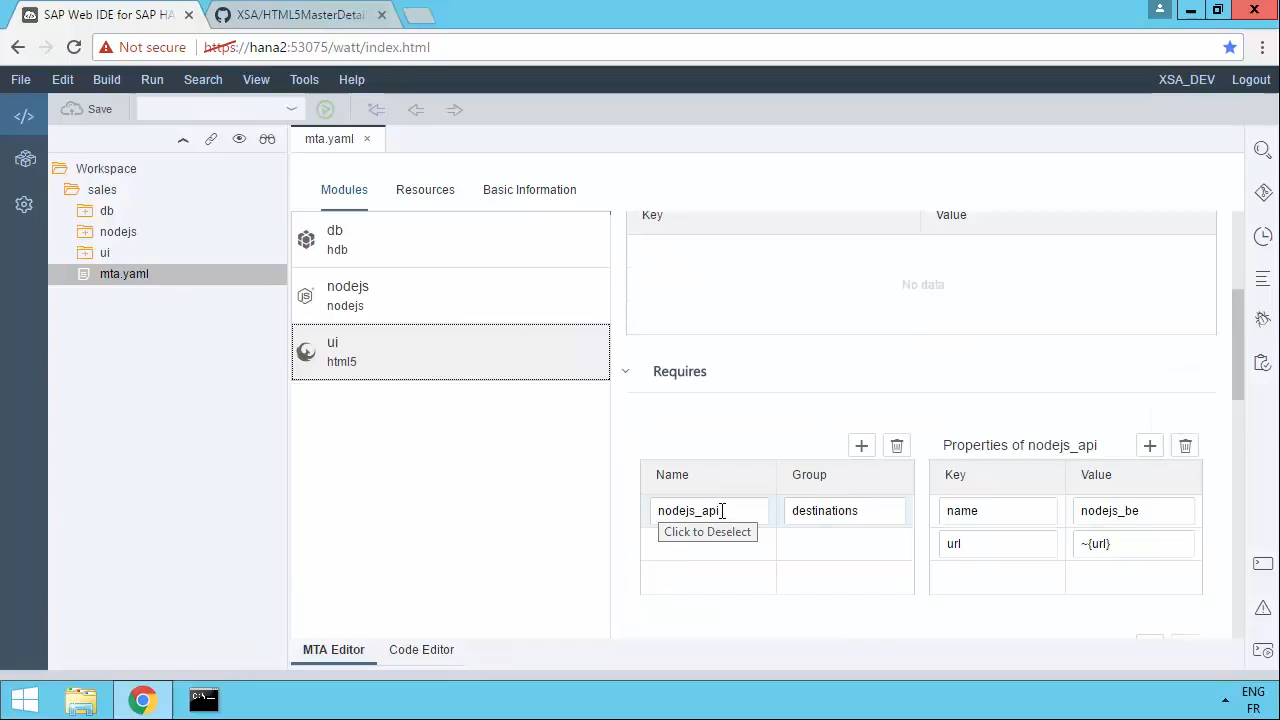 SAP Web IDE for SAP HA
XSA/HTML5MasterDetai
Not secure https://hana2:53075/watt/index.html
File Edit Build Run Search View Tools Help XSA_DEV Logout
Save
mta.yaml
Workspace
sales
db
nodejs
ui
mta.yaml
Modules Resources Basic Information
db
hdb
nodejs
nodejs
ui
html5
Key Value
No data
Requires
Properties of nodejs_api
Name Group Key Value
nodejs_api destinations name nodejs_be
Click to Deselect
url ~{url}
MTA Editor Code Editor
ENG
FR